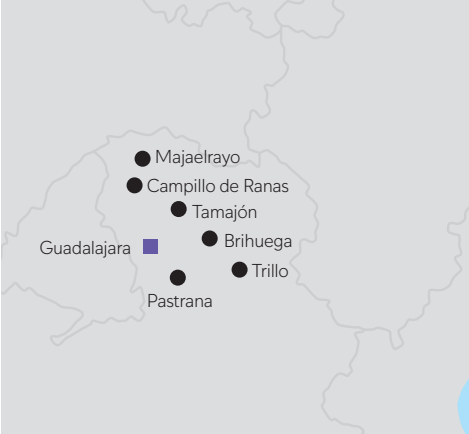 Majaelrayo
Campillo de Ranas
Tamajón
Brihuega
Guadalajara
Trillo
Pastrana